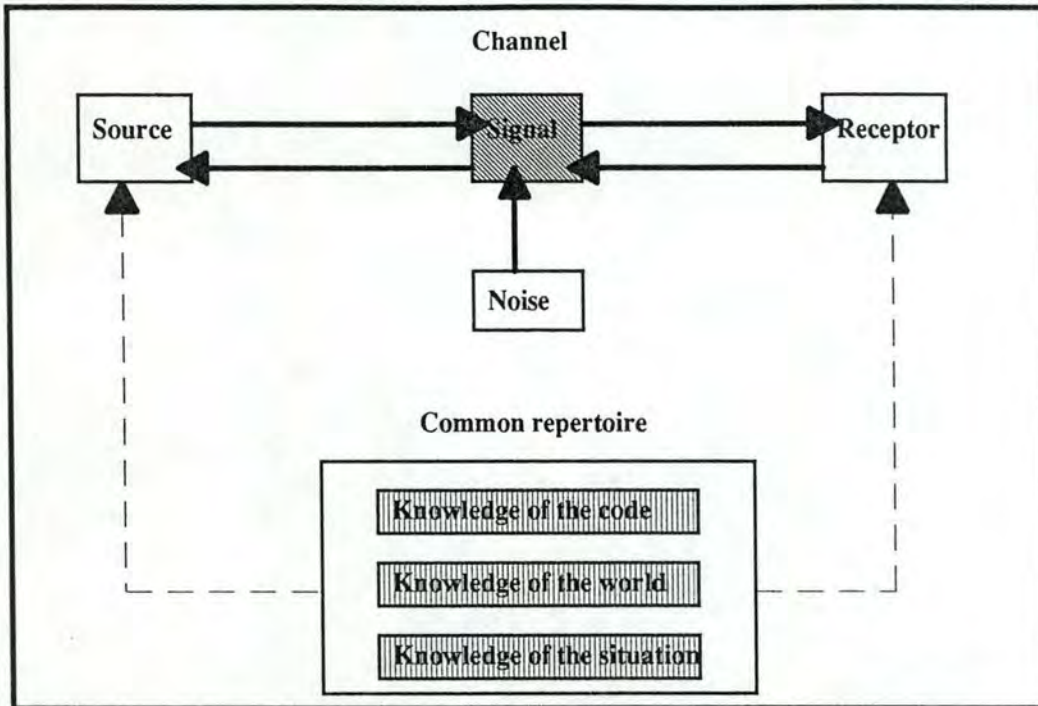 Channel
Source
Signal
Receptor
Noise
Common repertoire
Knowledge of the code
Knowledge of the world
Knowledge of the situation